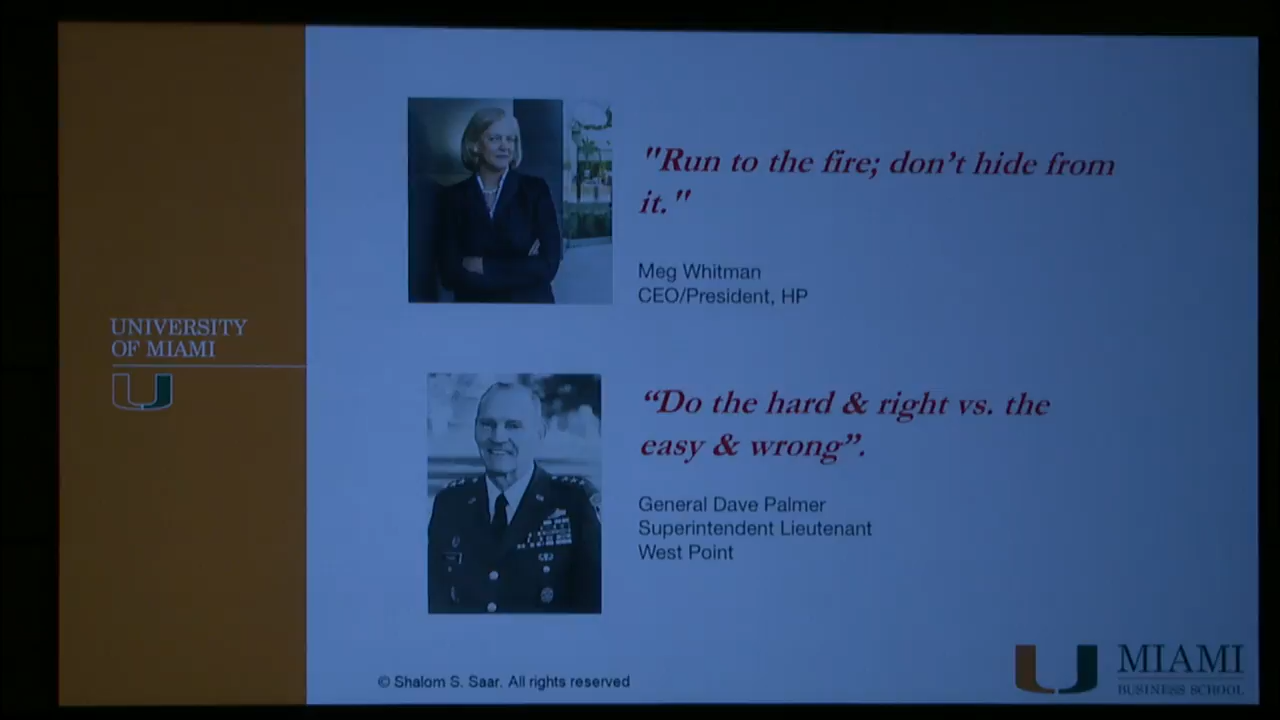 "Run to the fire; don't hide from
it."
Meg Whitman
CEO/President, HP
UNIVERSITY
OF MIAMI
“Do the hard & right vs. the
easy & wrong”.
General Dave Palmer
Superintendent Lieutenant
West Point
© Shalom S. Saar. All rights reserved
MIAMI
BUSINESS SCHOOL